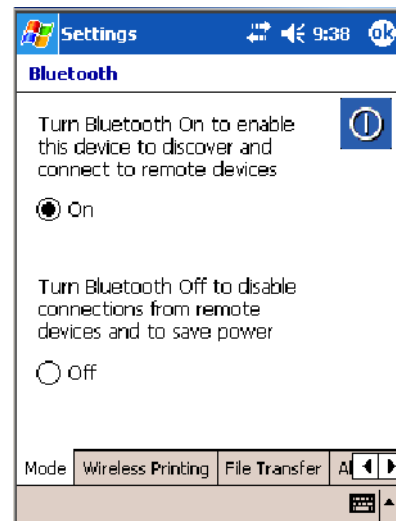 Settings 9:38 ok
Bluetooth
Turn Bluetooth On to enable
this device to discover and
connect to remote devices
On
Turn Bluetooth Off to disable
connections from remote
devices and to save power
Off
Mode Wireless Printing File Transfer